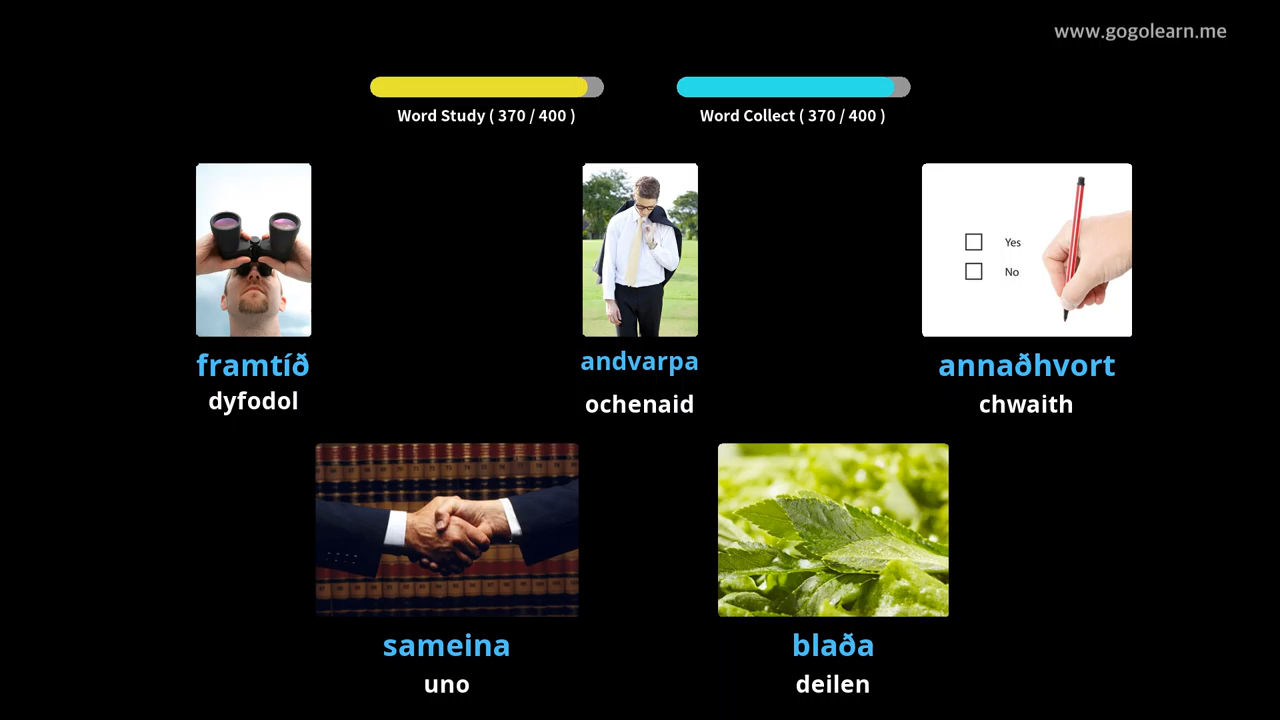 www.gogolearn.me
Word Study ( 370 / 400 )
Word Collect ( 370 / 400 )
Yes
No
framtíð
dyfodol
andvarpa
ochenaid
annaðhvort
chwaith
sameina
uno
blaða
deilen